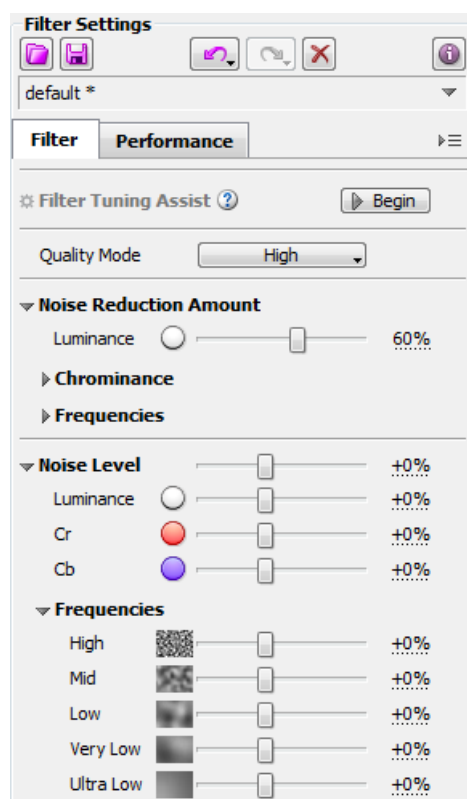 Filter Settings
default *
Filter Performance
Filter Tuning Assist ? Begin
Quality Mode High
Noise Reduction Amount
Luminance 60%
Chrominance
Frequencies
Noise Level +0%
Luminance +0%
Cr +0%
Cb +0%
Frequencies
High +0%
Mid +0%
Low +0%
Very Low +0%
Ultra Low +0%